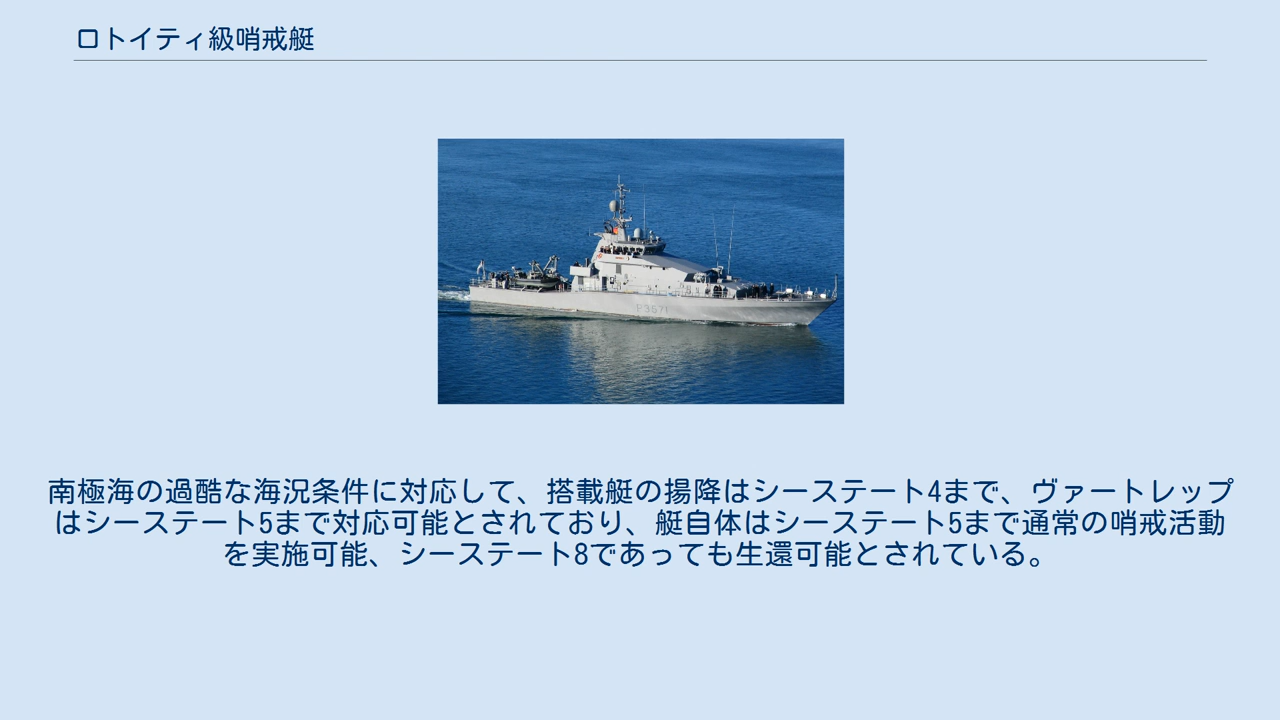 ロトイティ級哨戒艇
南極海の過酷な海況条件に対応して、搭載艇の揚降はシーステート4まで、ヴァートレップ
はシーステート5まで対応可能とされており、艇自体はシーステート5まで通常の哨戒活動
を実施可能、シーステート8であっても生還可能とされている。